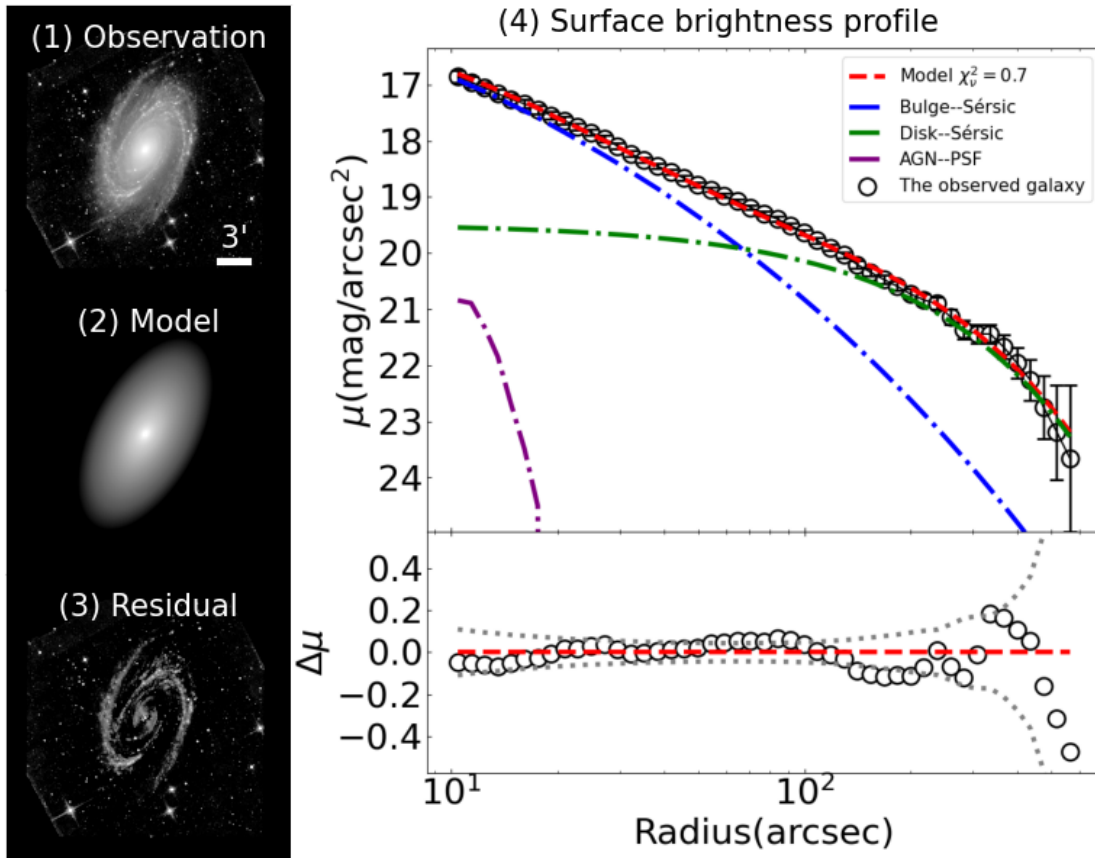 (1) Observation
3'
(2) Model
(3) Residual
(4) Surface brightness profile
Model χ²ᵥ = 0.7
Bulge--Sérsic
Disk--Sérsic
AGN--PSF
The observed galaxy
μ(mag/arcsec²)
17
18
19
20
21
22
23
24
Δμ
0.4
0.2
0.0
−0.2
−0.4
10¹
10²
Radius(arcsec)